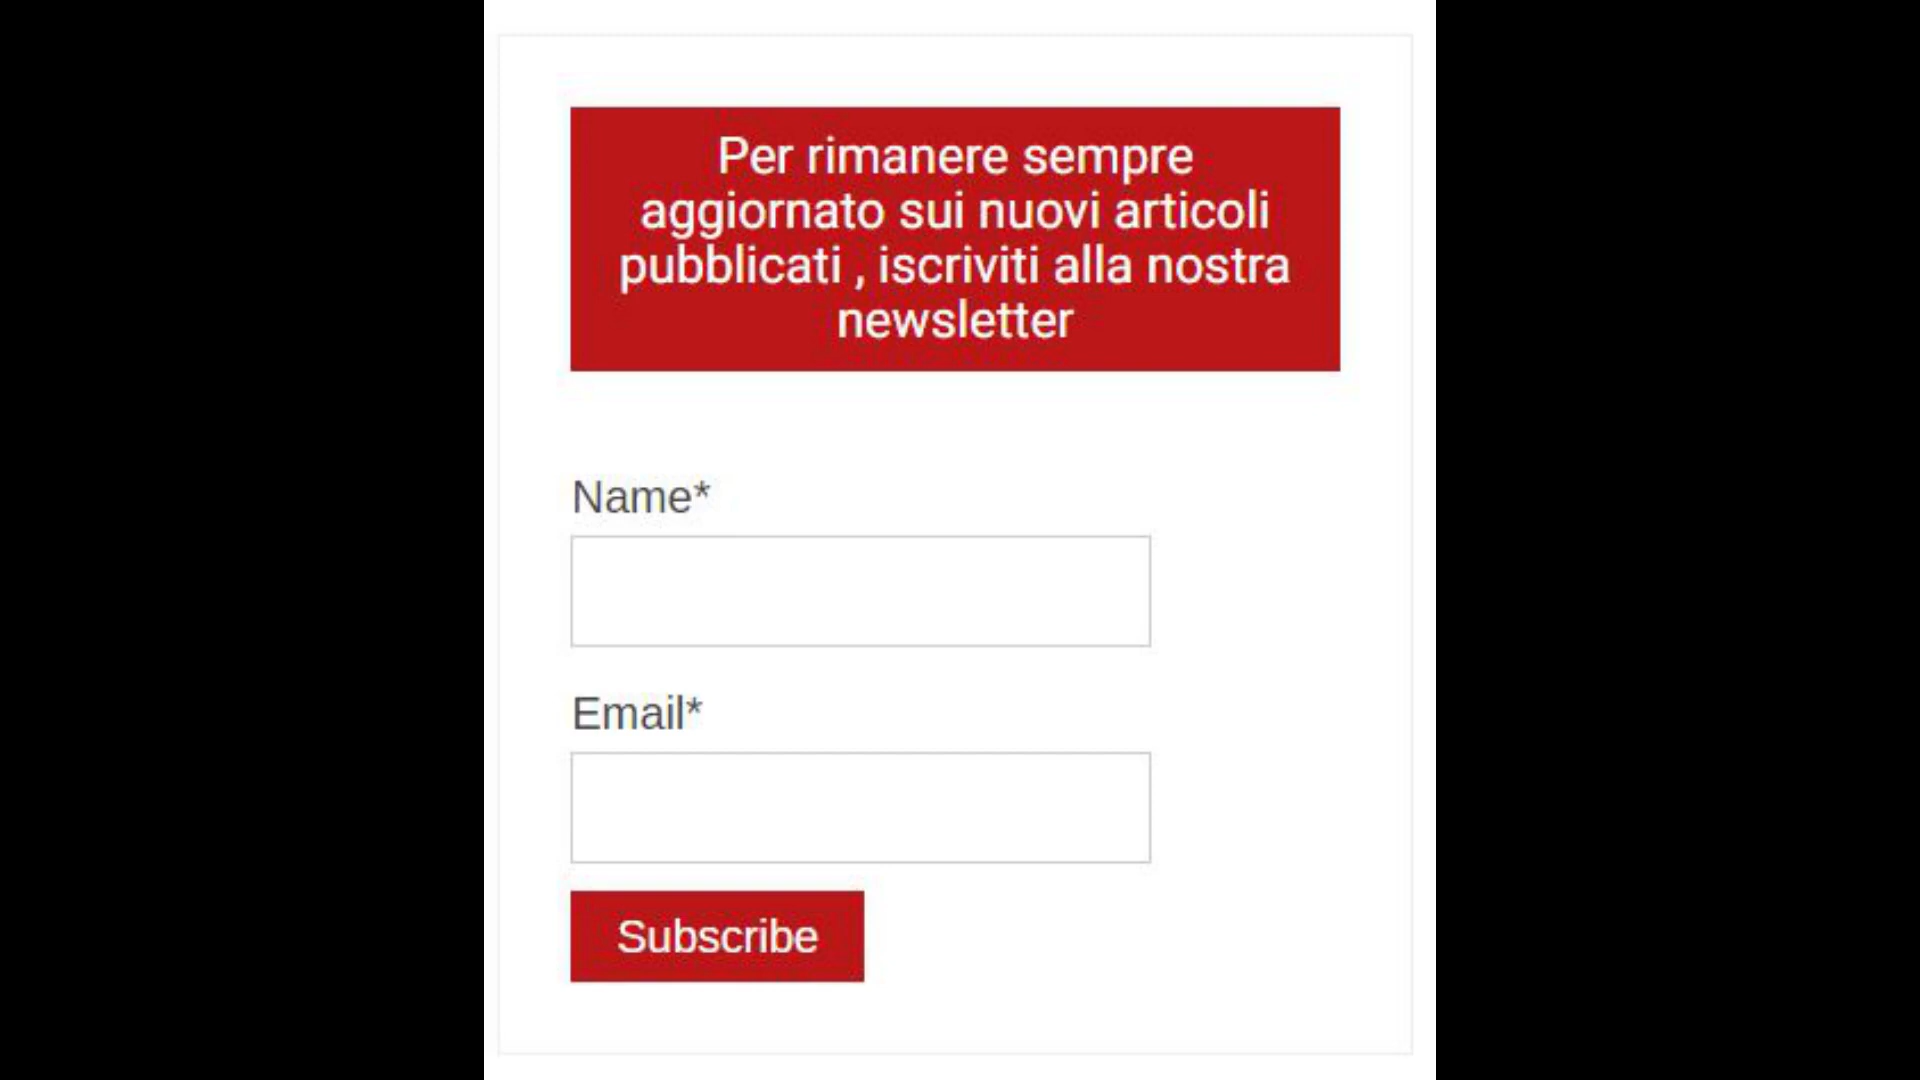 Per rimanere sempre
aggiornato sui nuovi articoli
pubblicati , iscriviti alla nostra
newsletter
Name*
Email*
Subscribe